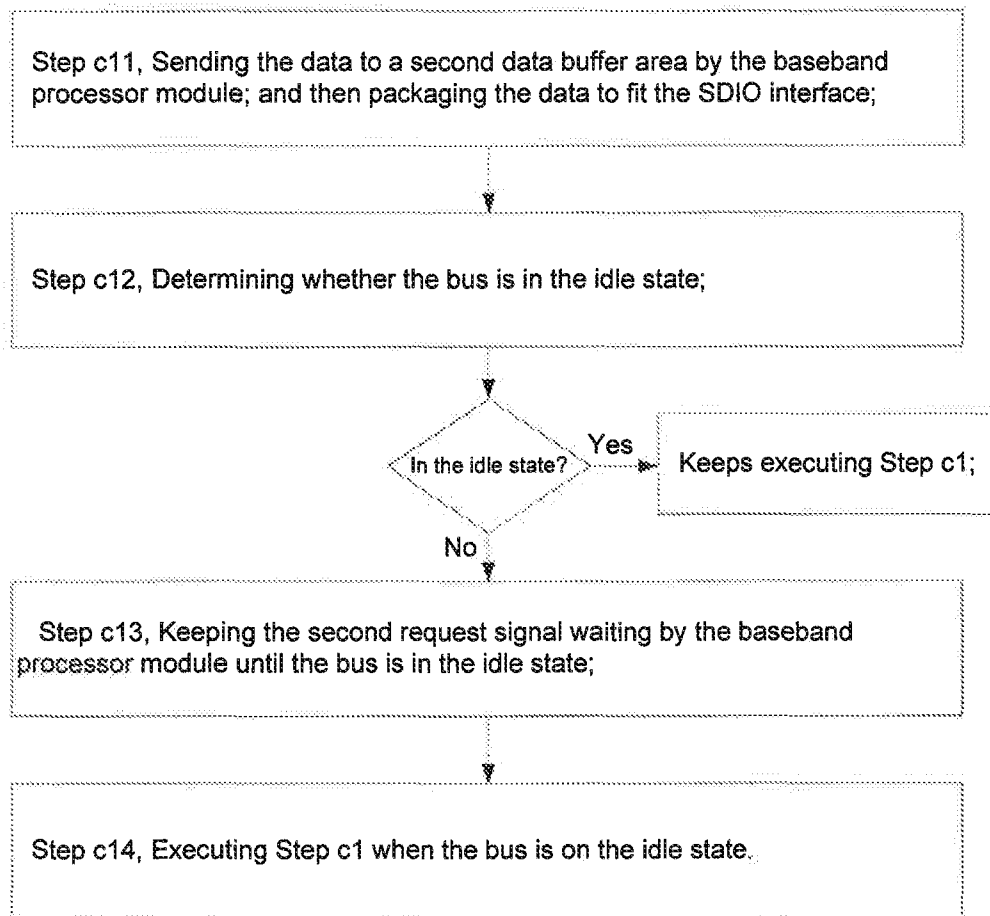 Step c11, Sending the data to a second data buffer area by the baseband
processor module; and then packaging the data to fit the SDIO interface;
Step c12, Determining whether the bus is in the idle state;
In the idle state?
Yes
Keeps executing Step c1;
No
Step c13, Keeping the second request signal waiting by the baseband
processor module until the bus is in the idle state;
Step c14, Executing Step c1 when the bus is on the idle state.